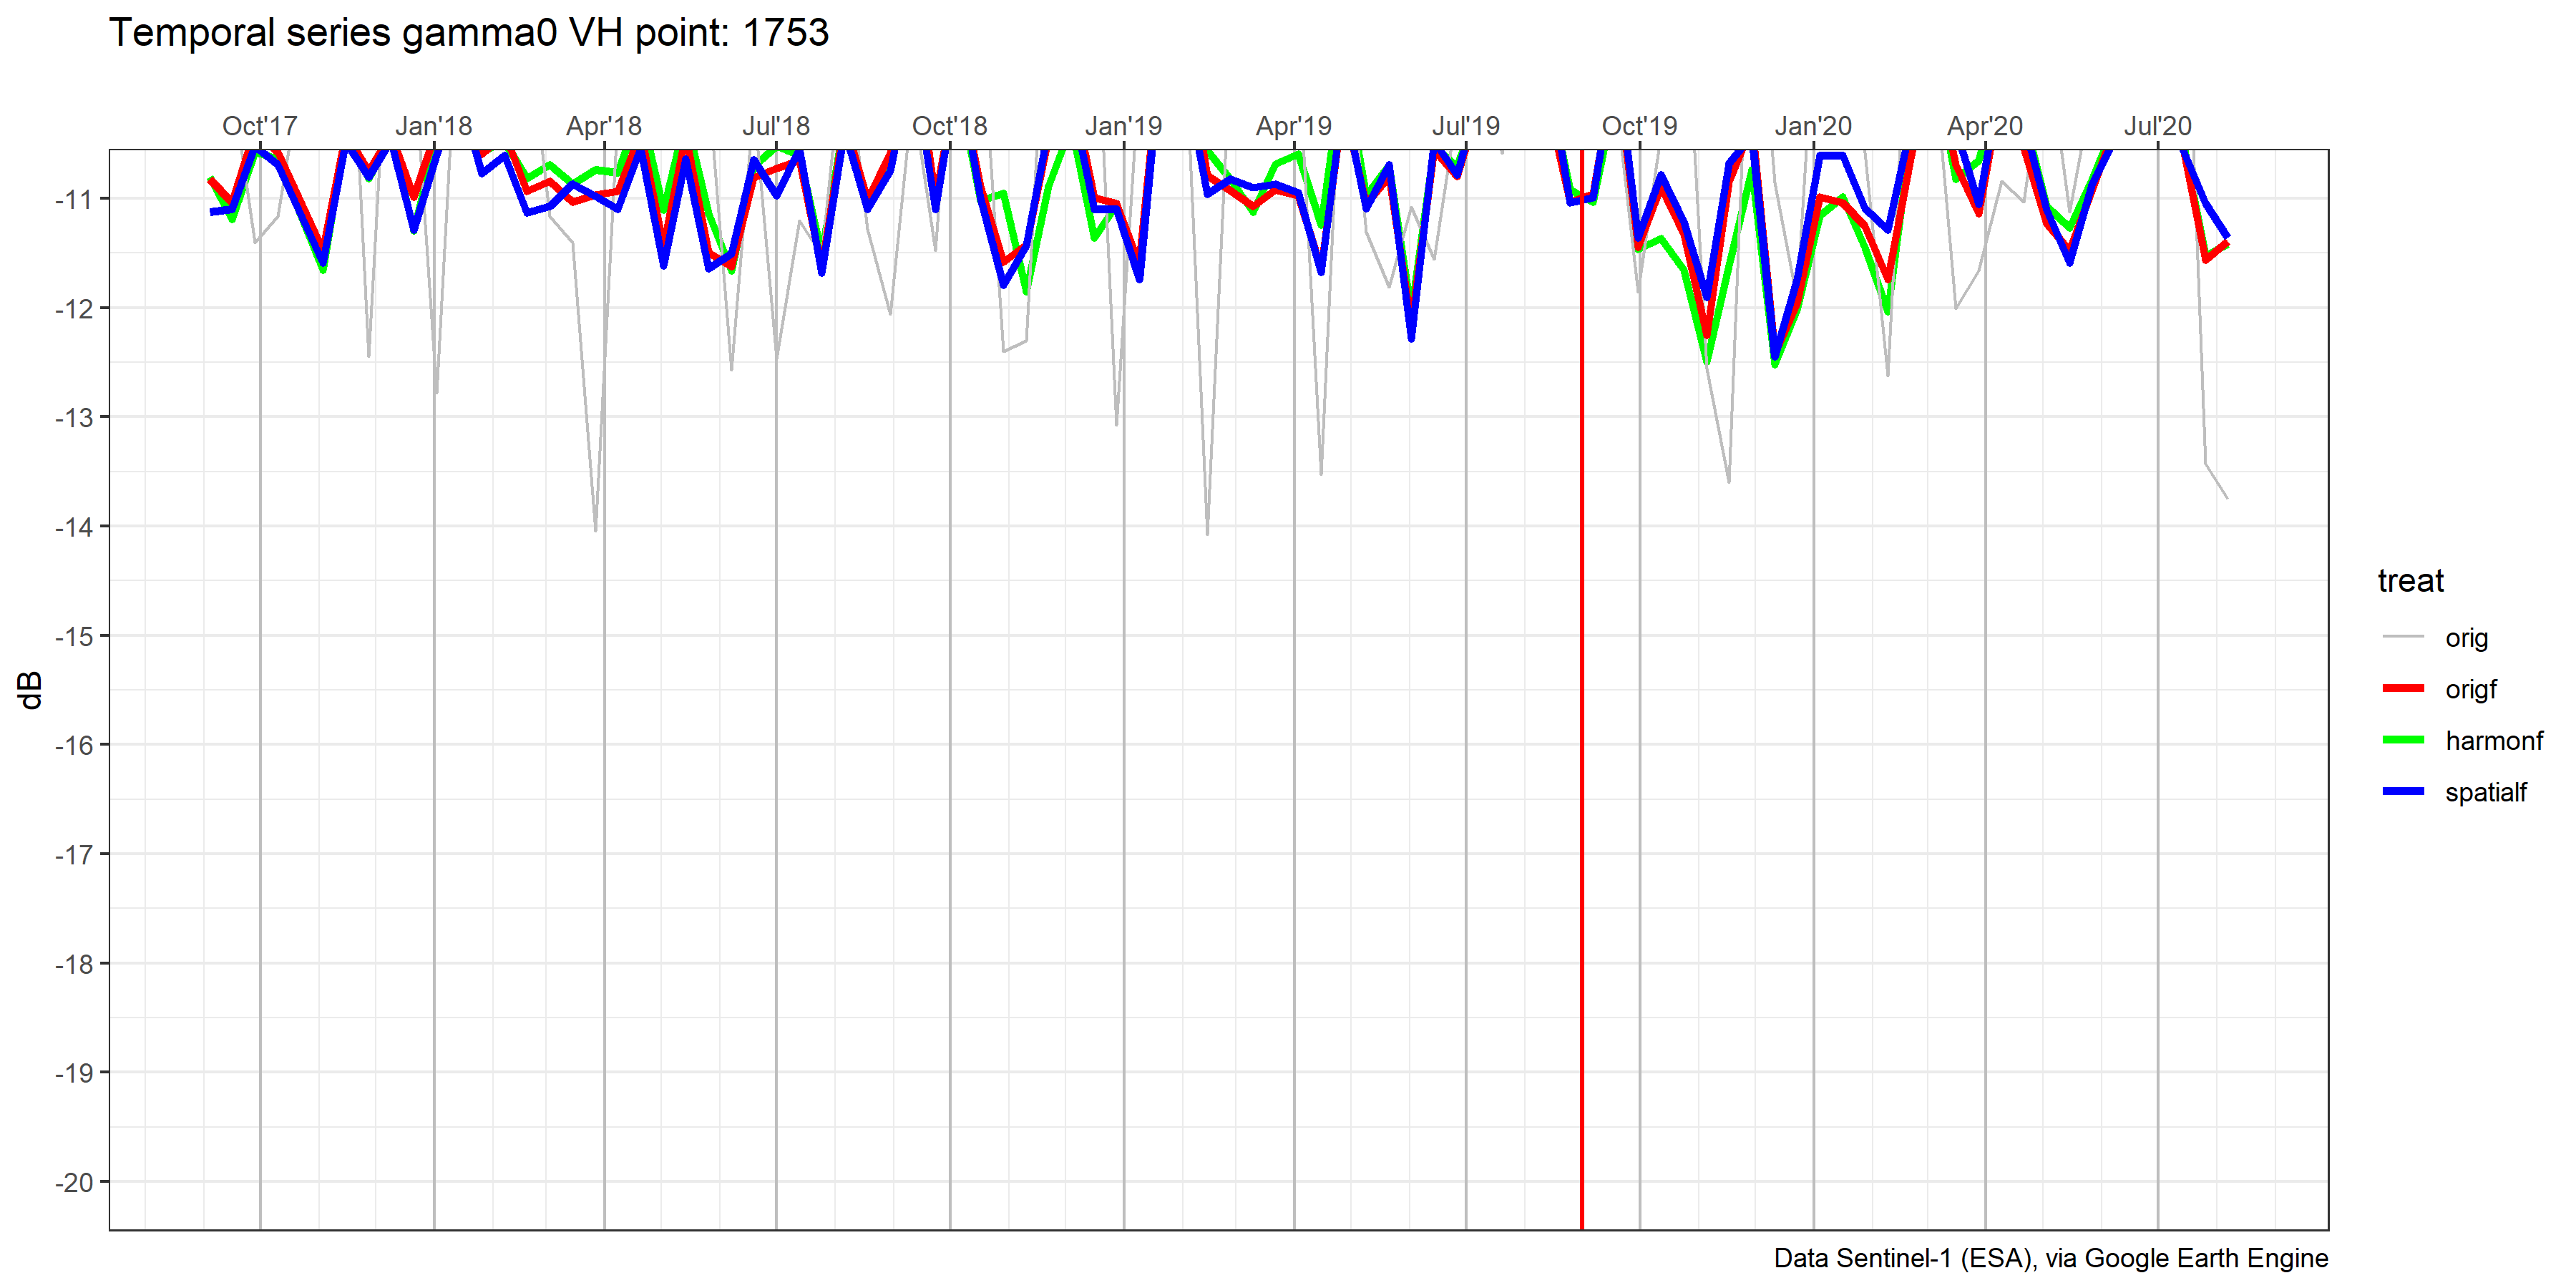 Temporal series gamma0 VH point: 1753
Oct'17 Jan'18 Apr'18 Jul'18 Oct'18 Jan'19 Apr'19 Jul'19 Oct'19 Jan'20 Apr'20 Jul'20
-11
-12
-13
-14
-15
-16
-17
-18
-19
-20
dB
treat
orig
origf
harmonf
spatialf
Data Sentinel-1 (ESA), via Google Earth Engine